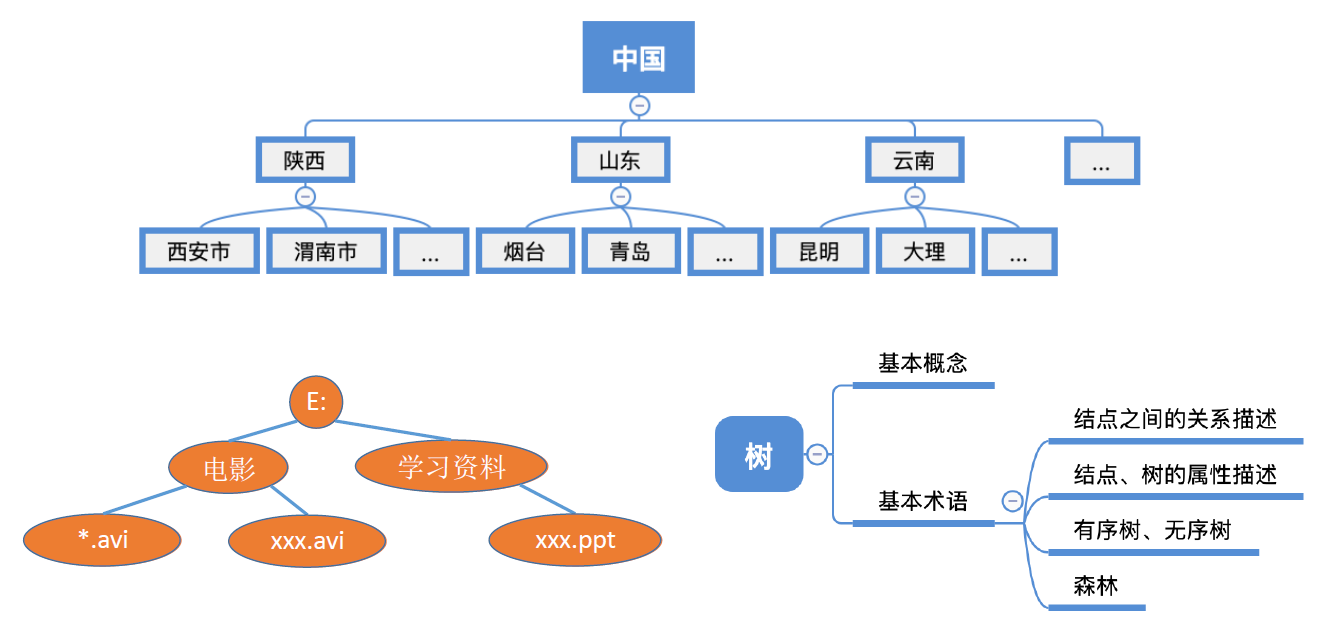 中国
陕西
山东
云南
...
西安市
渭南市
...
烟台
青岛
...
昆明
大理
...
E:
电影
学习资料
*.avi
xxx.avi
xxx.ppt
树
基本概念
基本术语
结点之间的关系描述
结点、树的属性描述
有序树、无序树
森林